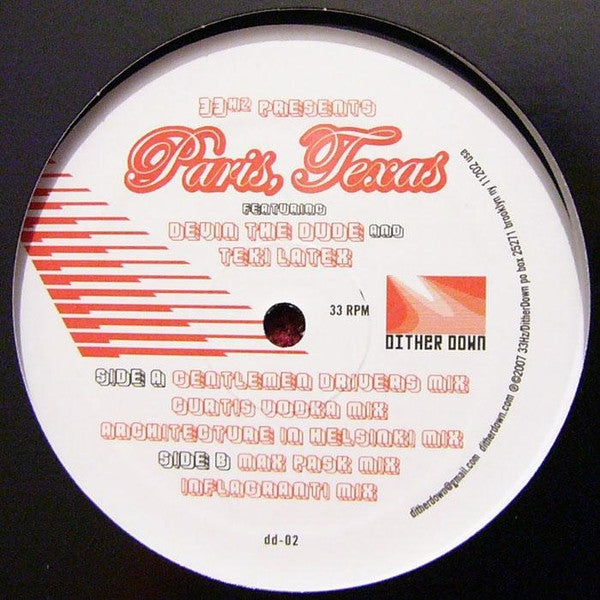 33Hz PRESENTS
Paris, Texas
FEATURING
DEVIN THE DUDE AND
TEKI LATEX
33 RPM
DITHER DOWN
SIDE A GENTLEMEN DRIVERS MIX
CURTIS VODKA MIX
ARCHITECTURE IN HELSINKI MIX
SIDE B MAX PASK MIX
INFLAGRANTI MIX
dd-02
ditherdown@gmail.com ditherdown.com ℗©2007 33Hz/DitherDown po box 25271 brooklyn ny 11202 usa